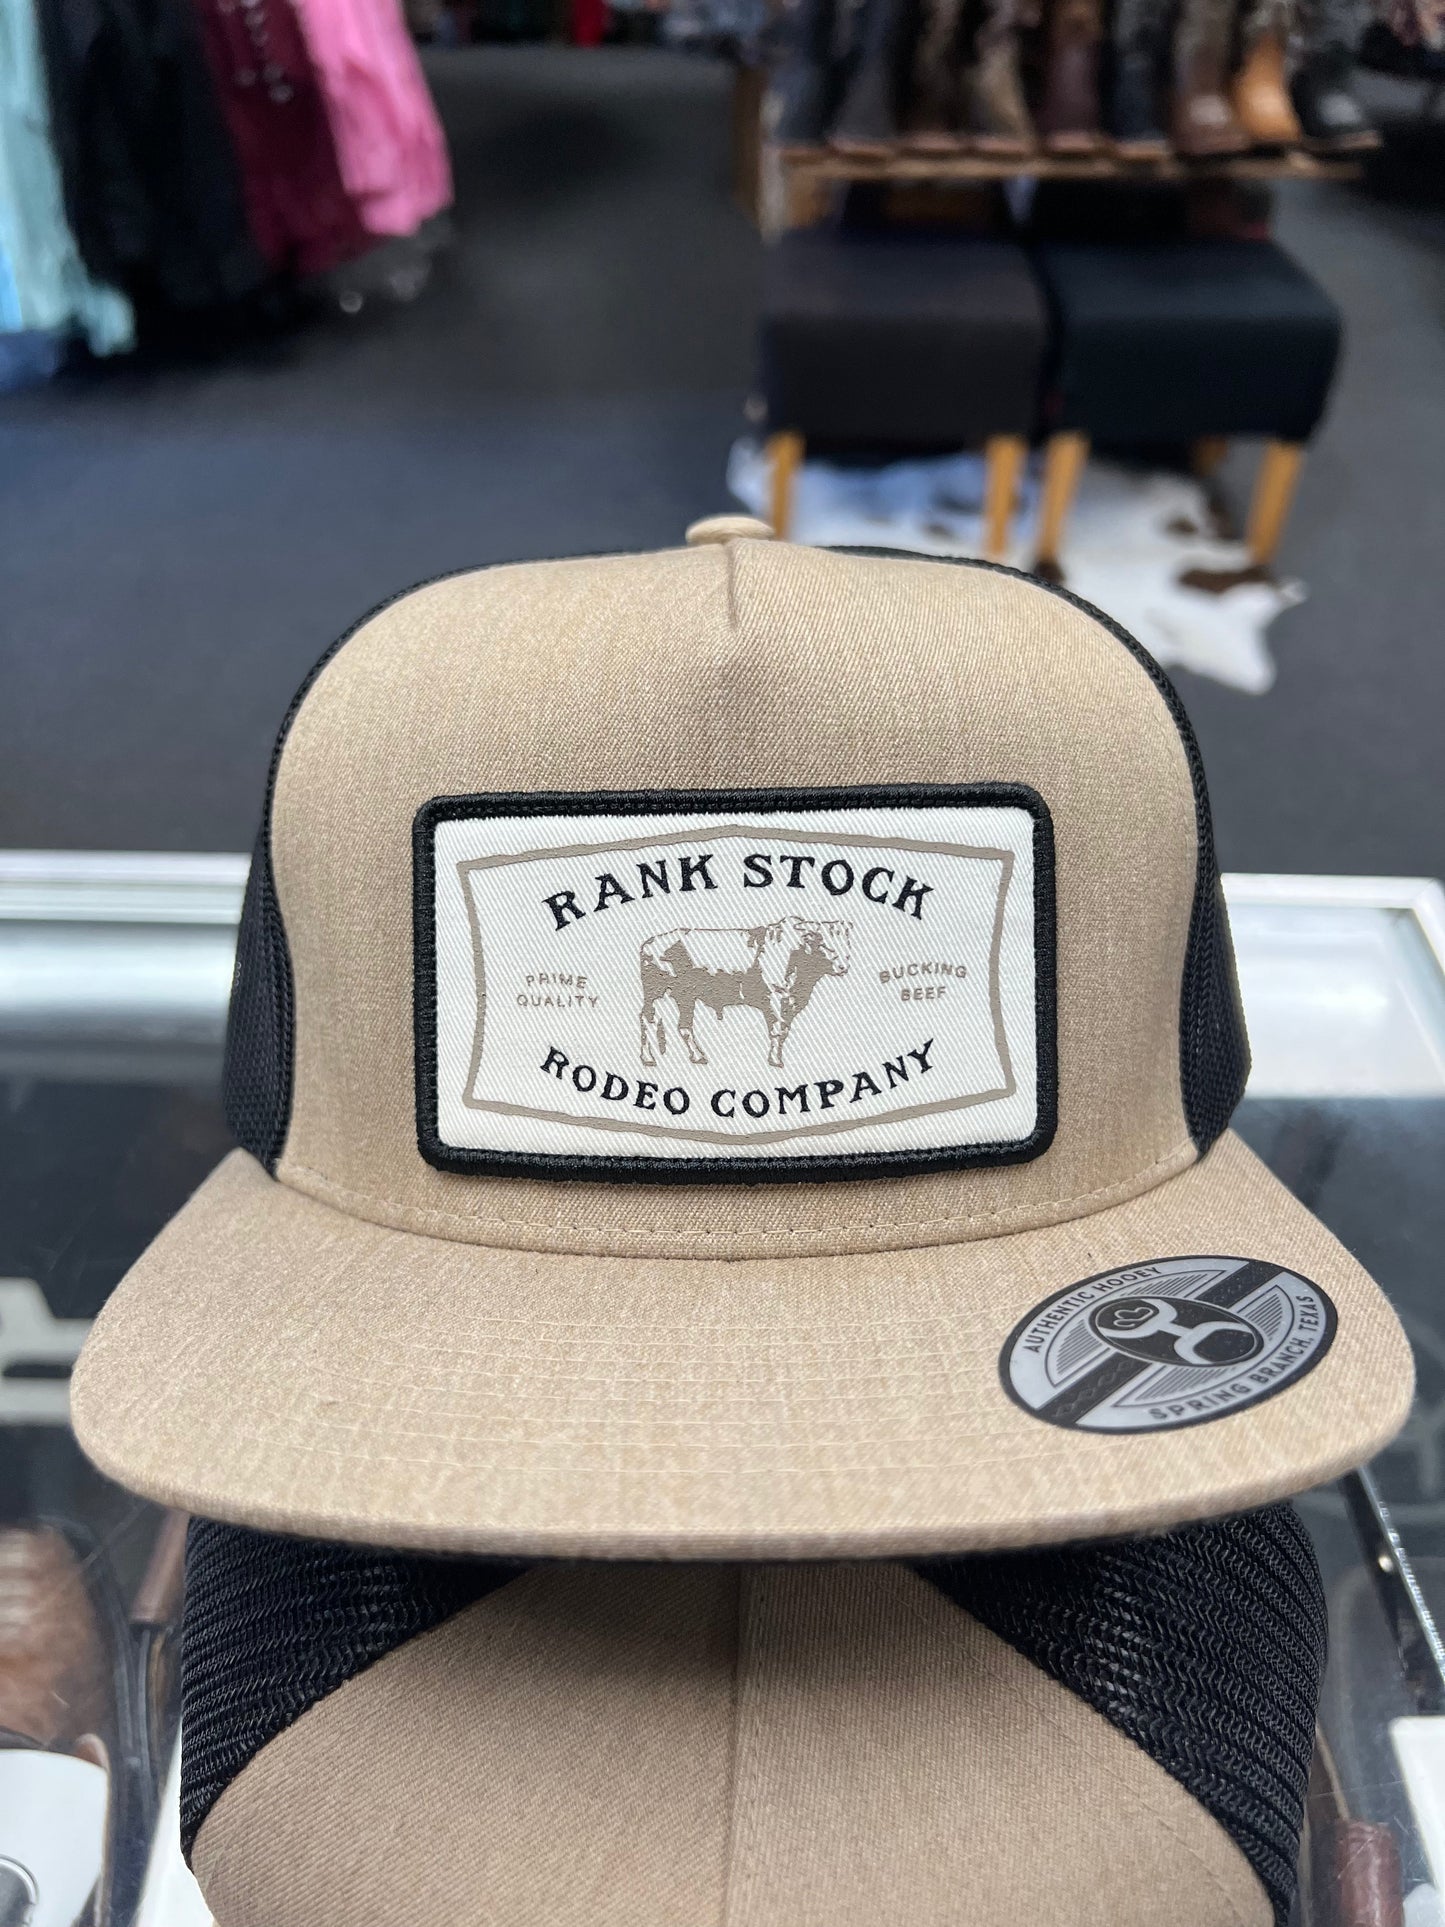 RANK STOCK
PRIME
QUALITY
BUCKING
BEEF
RODEO COMPANY
AUTHENTIC HOOEY
SPRING BRANCH, TEXAS